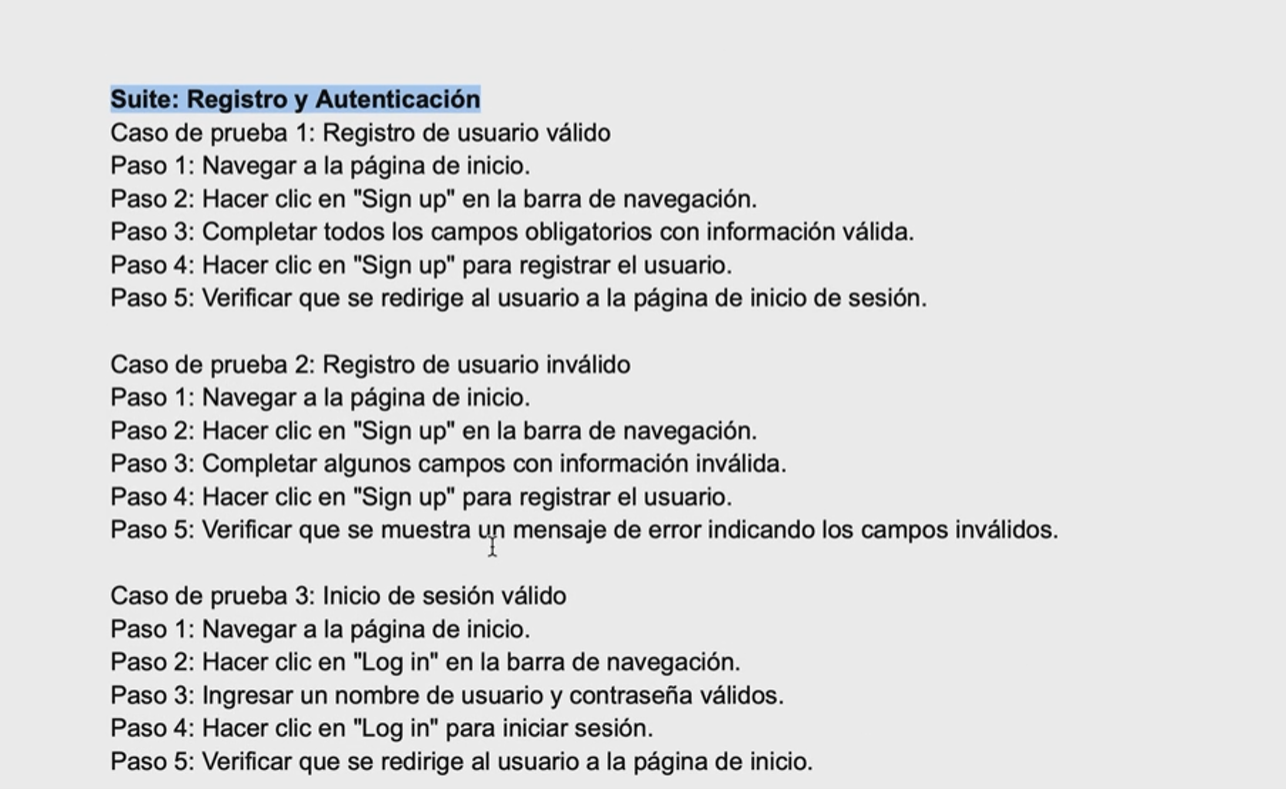 Suite: Registro y Autenticación
Caso de prueba 1: Registro de usuario válido
Paso 1: Navegar a la página de inicio.
Paso 2: Hacer clic en "Sign up" en la barra de navegación.
Paso 3: Completar todos los campos obligatorios con información válida.
Paso 4: Hacer clic en "Sign up" para registrar el usuario.
Paso 5: Verificar que se redirige al usuario a la página de inicio de sesión.
Caso de prueba 2: Registro de usuario inválido
Paso 1: Navegar a la página de inicio.
Paso 2: Hacer clic en "Sign up" en la barra de navegación.
Paso 3: Completar algunos campos con información inválida.
Paso 4: Hacer clic en "Sign up" para registrar el usuario.
Paso 5: Verificar que se muestra un mensaje de error indicando los campos inválidos.
Caso de prueba 3: Inicio de sesión válido
Paso 1: Navegar a la página de inicio.
Paso 2: Hacer clic en "Log in" en la barra de navegación.
Paso 3: Ingresar un nombre de usuario y contraseña válidos.
Paso 4: Hacer clic en "Log in" para iniciar sesión.
Paso 5: Verificar que se redirige al usuario a la página de inicio.